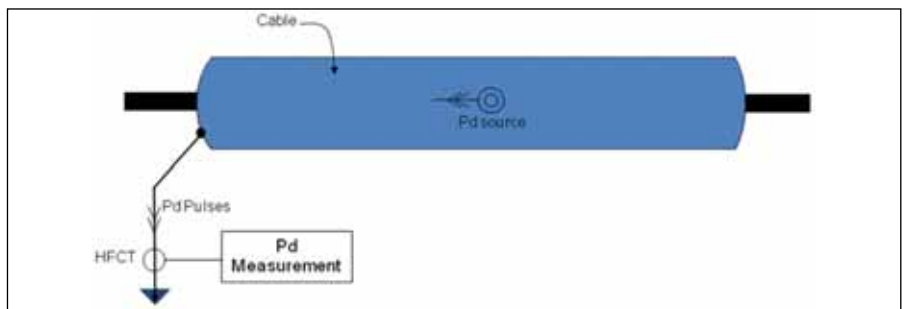 Cable
Pd source
Pd Pulses
HFCT
Pd
Measurement